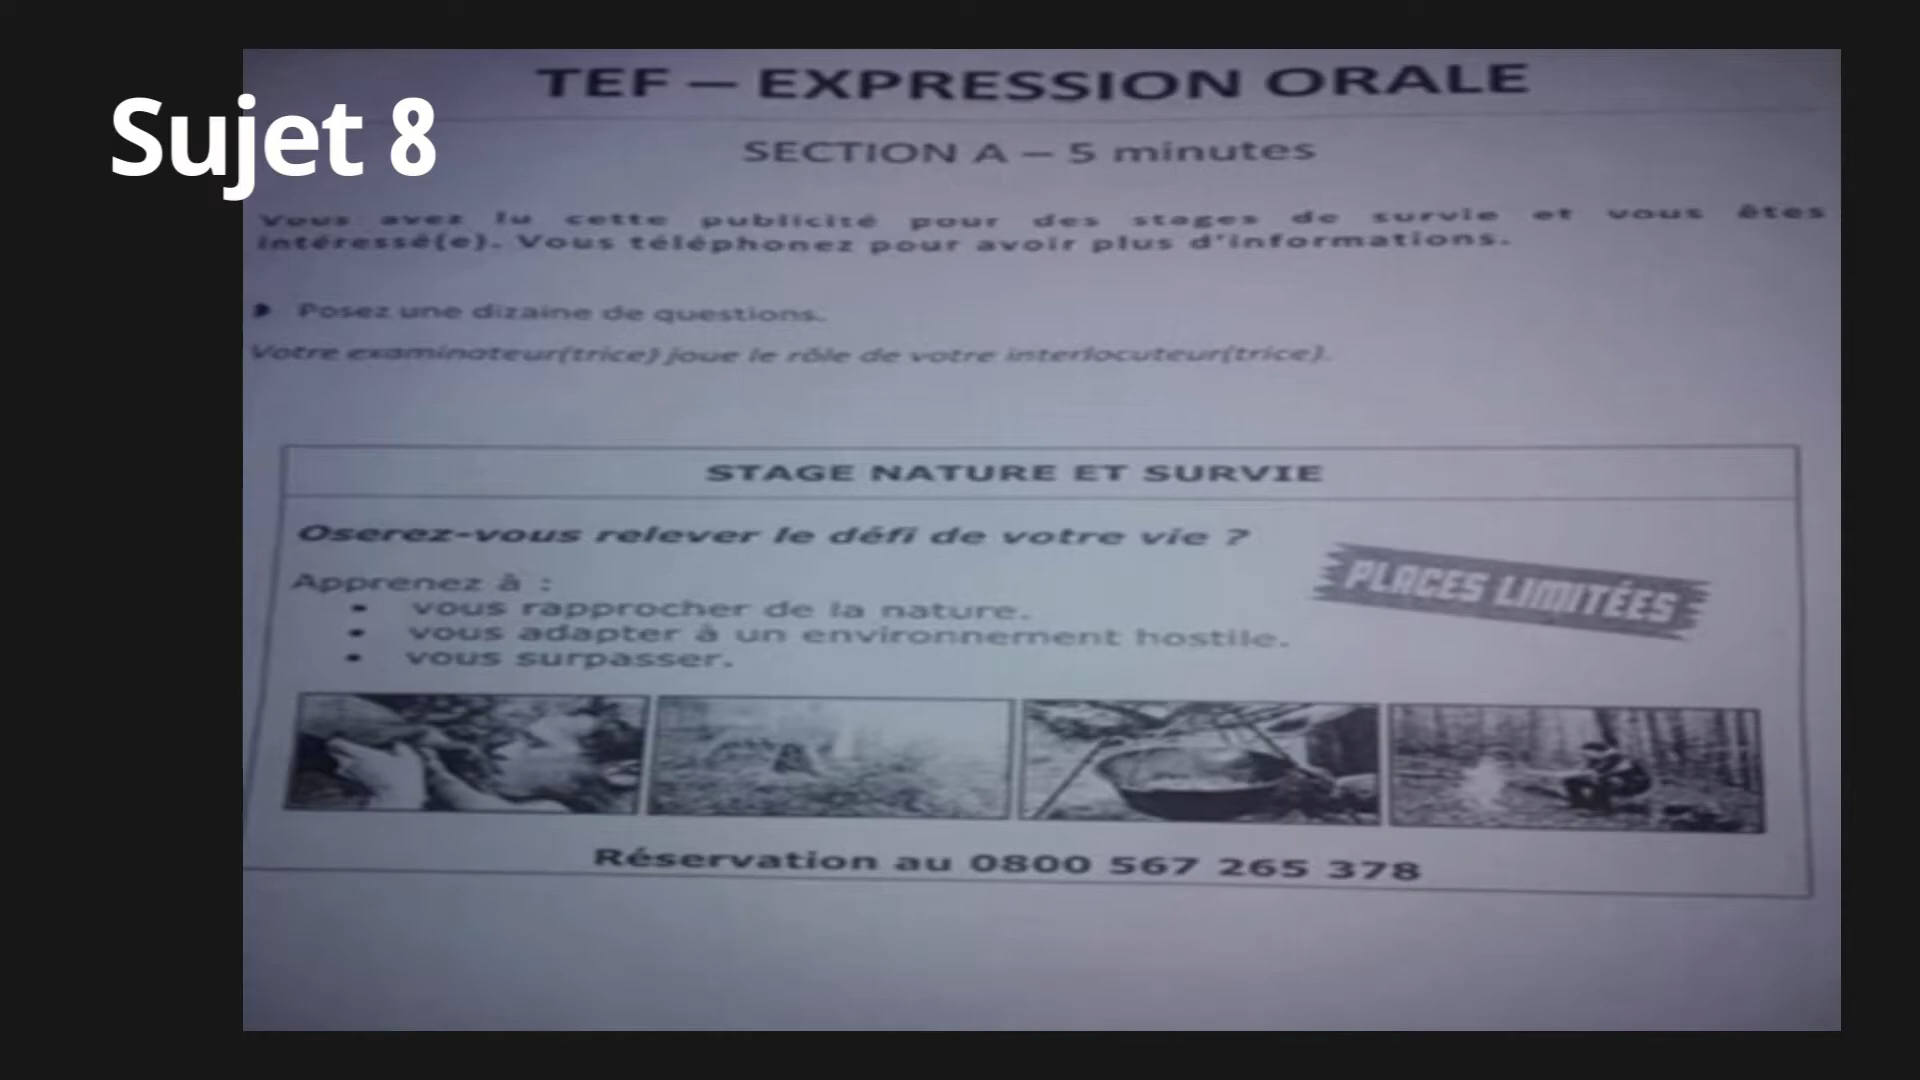 Sujet 8
TEF – EXPRESSION ORALE
SECTION A – 5 minutes
Vous avez lu cette publicité pour des stages de survie et vous êtes
intéressé(e). Vous téléphonez pour avoir plus d'informations.
Posez une dizaine de questions.
Votre examinateur(trice) joue le rôle de votre interlocuteur(trice).
STAGE NATURE ET SURVIE
Oserez-vous relever le défi de votre vie ?
PLACES LIMITÉES
Apprenez à :
• vous rapprocher de la nature.
• vous adapter à un environnement hostile.
• vous surpasser.
Réservation au 0800 567 265 378